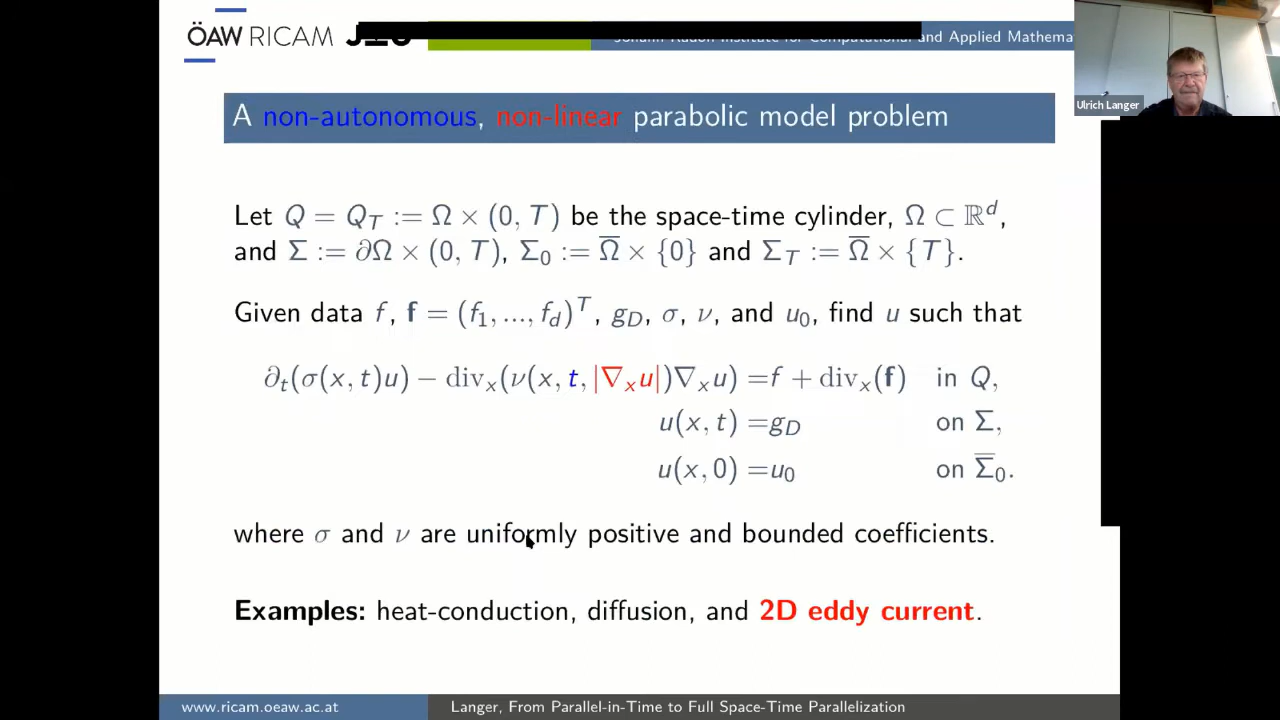 ÖAW RICAM JKU Johann Radon Institute for Computational and Applied Mathema
Ulrich Langer
A non-autonomous, non-linear parabolic model problem
Let Q = Q_T := Ω × (0, T) be the space-time cylinder, Ω ⊂ ℝ^d,
and Σ := ∂Ω × (0, T), Σ_0 := Ω̅ × {0} and Σ_T := Ω̅ × {T}.
Given data f, 𝐟 = (f_1, ..., f_d)^T, g_D, σ, ν, and u_0, find u such that
∂_t(σ(x, t)u) − div_x(ν(x, t, |∇_x u|)∇_x u) = f + div_x(𝐟) in Q,
u(x, t) = g_D on Σ,
u(x, 0) = u_0 on Σ̅_0.
where σ and ν are uniformly positive and bounded coefficients.
Examples: heat-conduction, diffusion, and 2D eddy current.
www.ricam.oeaw.ac.at Langer, From Parallel-in-Time to Full Space-Time Parallelization